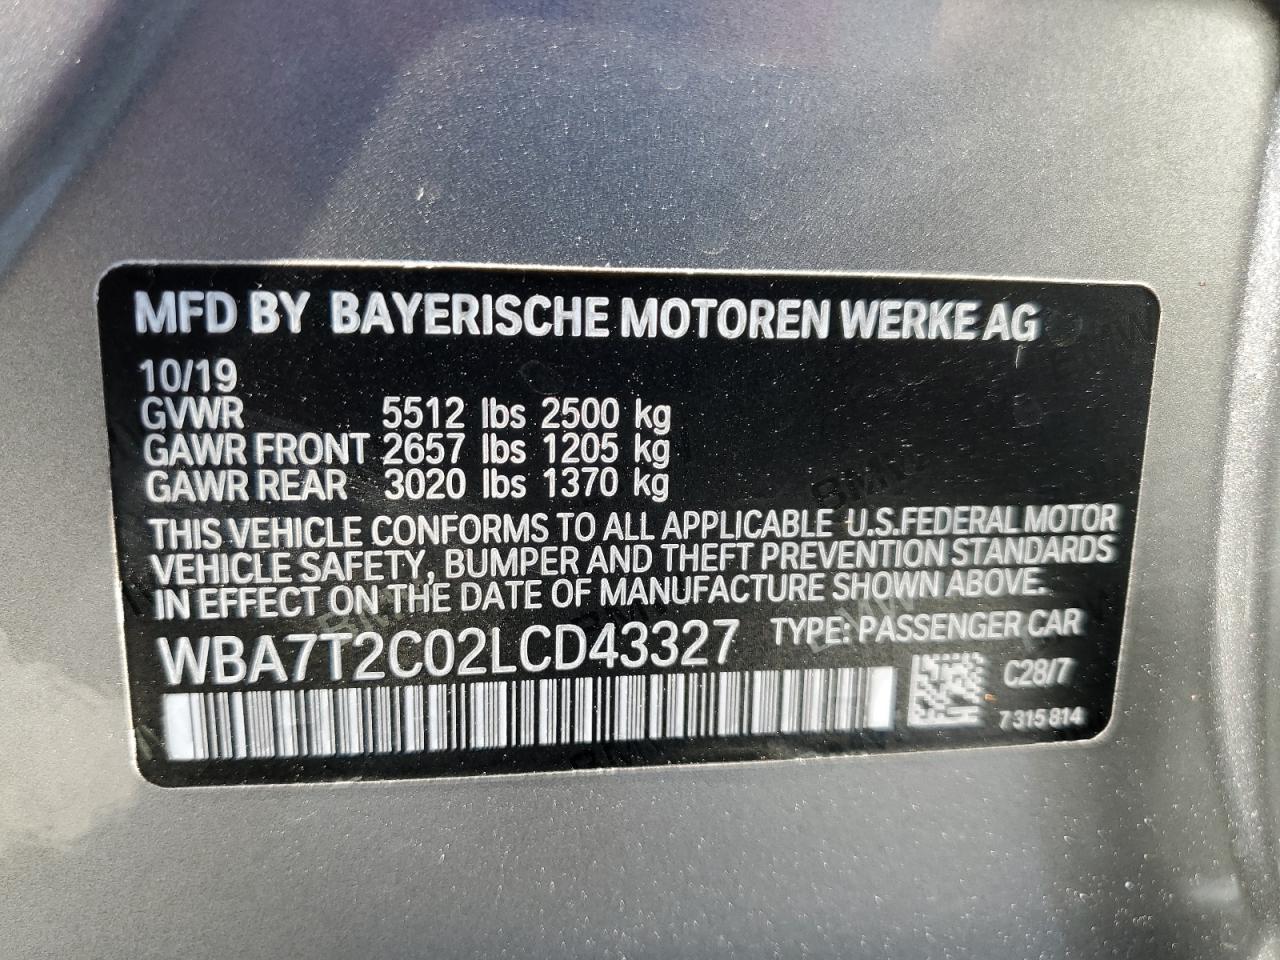 MFD BY BAYERISCHE MOTOREN WERKE AG
10/19
GVWR 5512 lbs 2500 kg
GAWR FRONT 2657 lbs 1205 kg
GAWR REAR 3020 lbs 1370 kg
THIS VEHICLE CONFORMS TO ALL APPLICABLE U.S.FEDERAL MOTOR
VEHICLE SAFETY, BUMPER AND THEFT PREVENTION STANDARDS
IN EFFECT ON THE DATE OF MANUFACTURE SHOWN ABOVE.
WBA7T2C02LCD43327 TYPE: PASSENGER CAR
C28/7
7 315 814